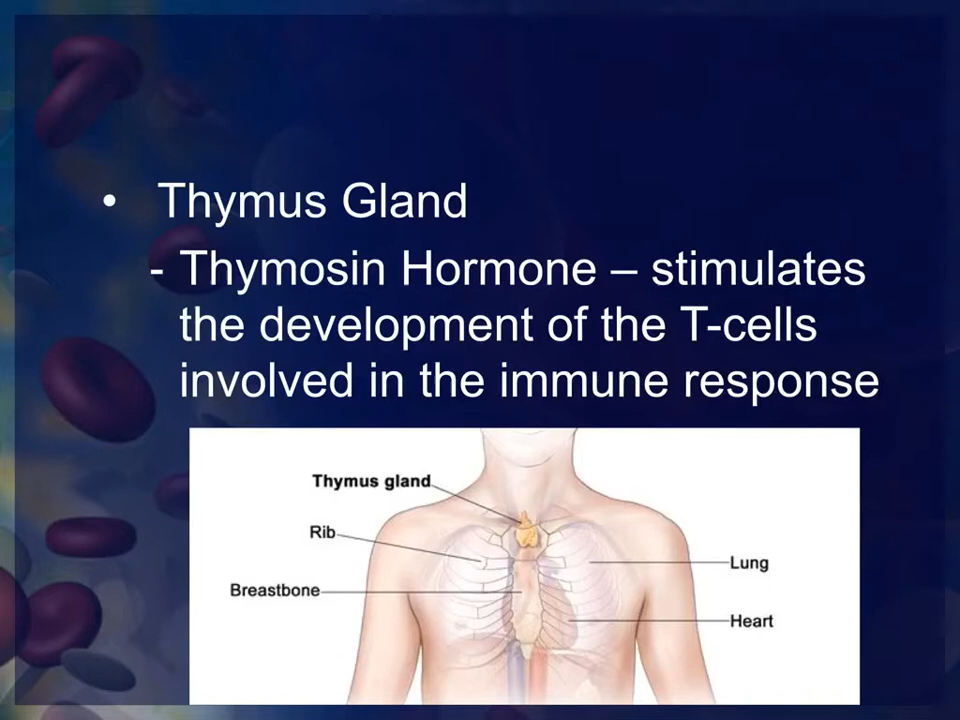 • Thymus Gland
- Thymosin Hormone – stimulates
the development of the T-cells
involved in the immune response
Thymus gland
Rib
Breastbone
Lung
Heart